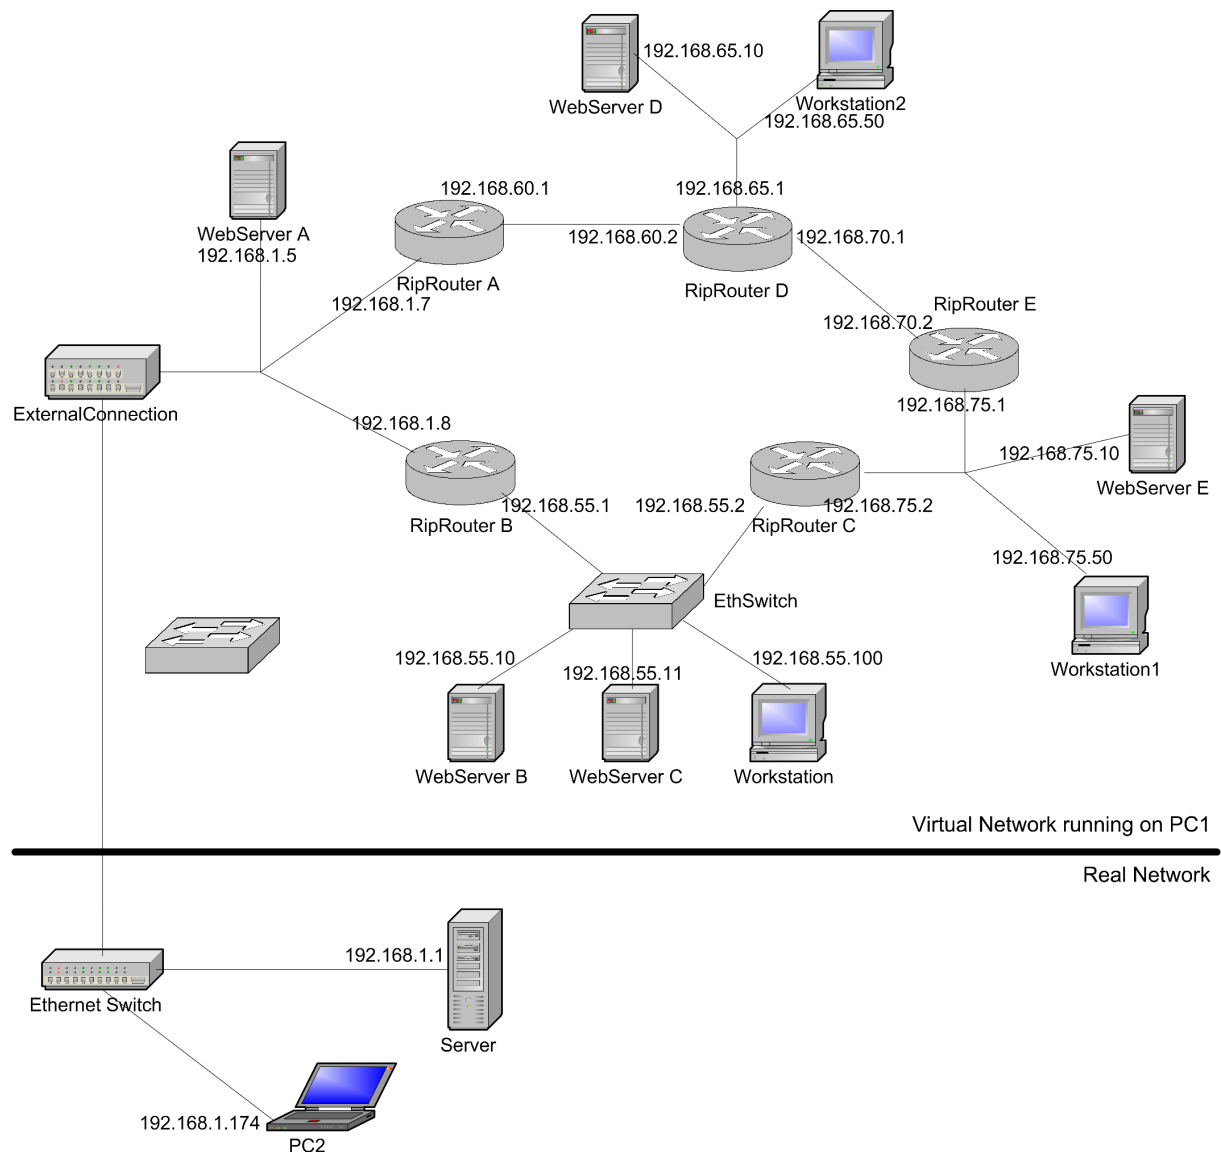 192.168.65.10
WebServer D
Workstation2
192.168.65.50
WebServer A
192.168.1.5
192.168.60.1
192.168.65.1
192.168.60.2
192.168.70.1
RipRouter A
RipRouter D
192.168.1.7
RipRouter E
192.168.70.2
ExternalConnection
192.168.75.1
192.168.1.8
192.168.75.10
WebServer E
192.168.55.1
192.168.55.2
192.168.75.2
RipRouter B
RipRouter C
192.168.75.50
EthSwitch
192.168.55.10
192.168.55.11
192.168.55.100
Workstation1
WebServer B
WebServer C
Workstation
Virtual Network running on PC1
Real Network
192.168.1.1
Ethernet Switch
Server
192.168.1.174
PC2